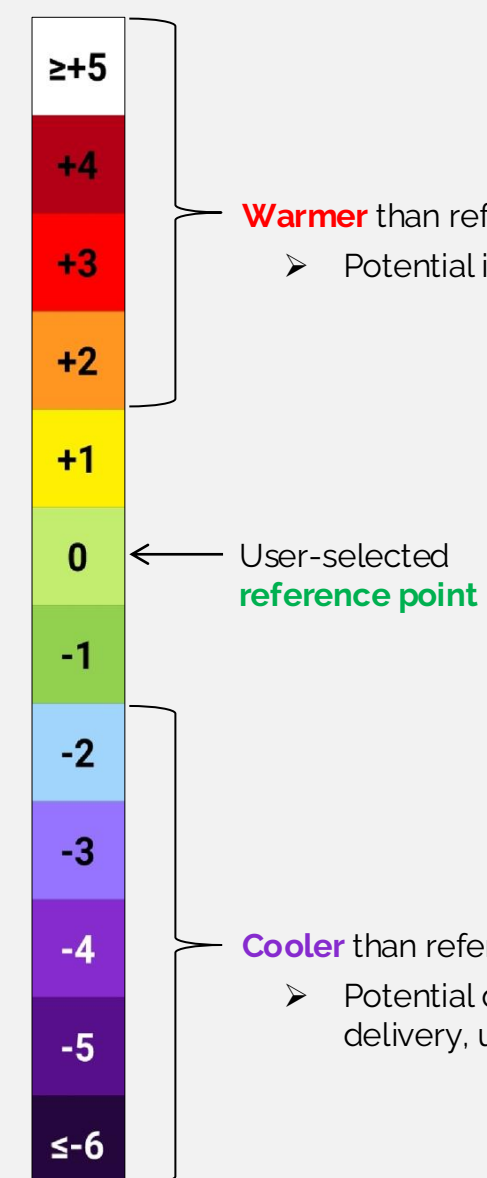 ≥+5
+4
Warmer than ref
+3
➢ Potential i
+2
+1
0
User-selected
reference point
-1
-2
-3
-4
Cooler than refer
➢ Potential
-5
delivery, u
≤-6